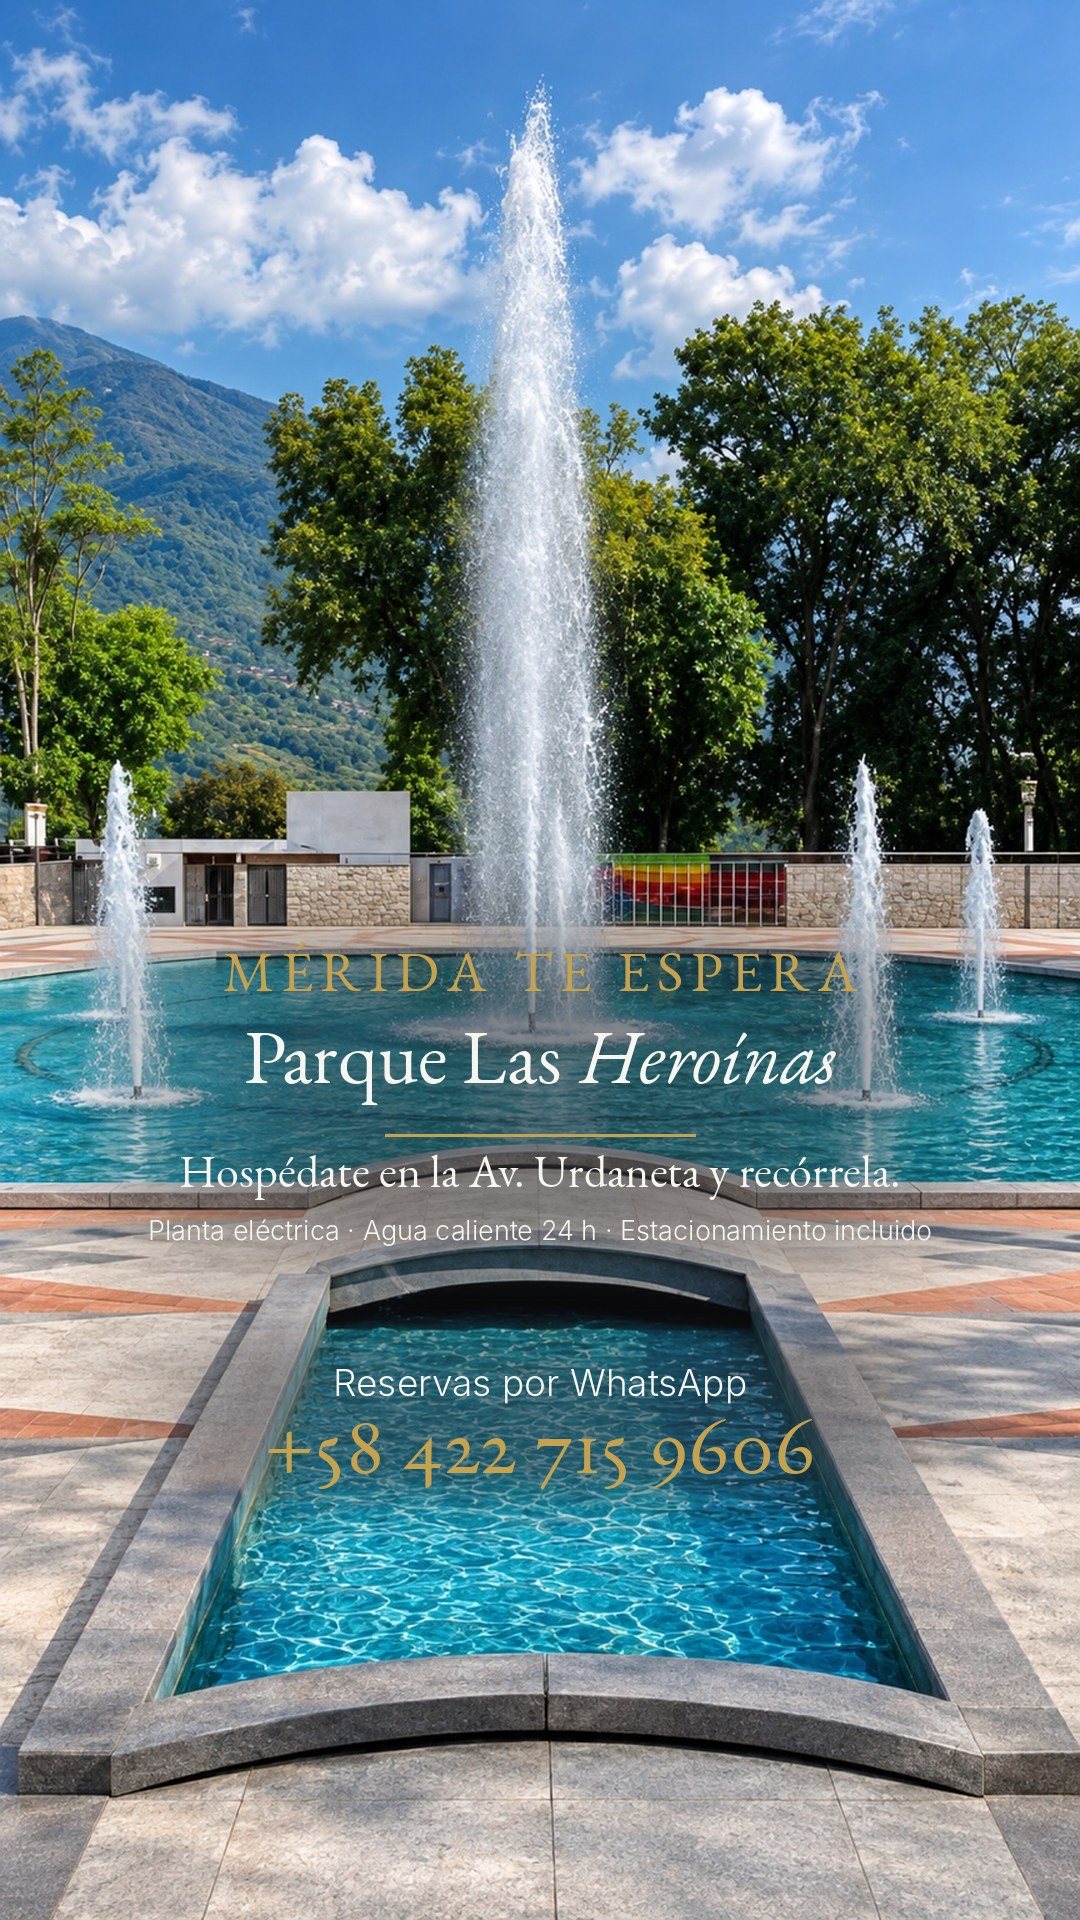 MÉRIDA TE ESPERA
Parque Las Heroínas
Hospédate en la Av. Urdaneta y recórrela.
Planta eléctrica · Agua caliente 24 h · Estacionamiento incluido
Reservas por WhatsApp
+58 422 715 9606